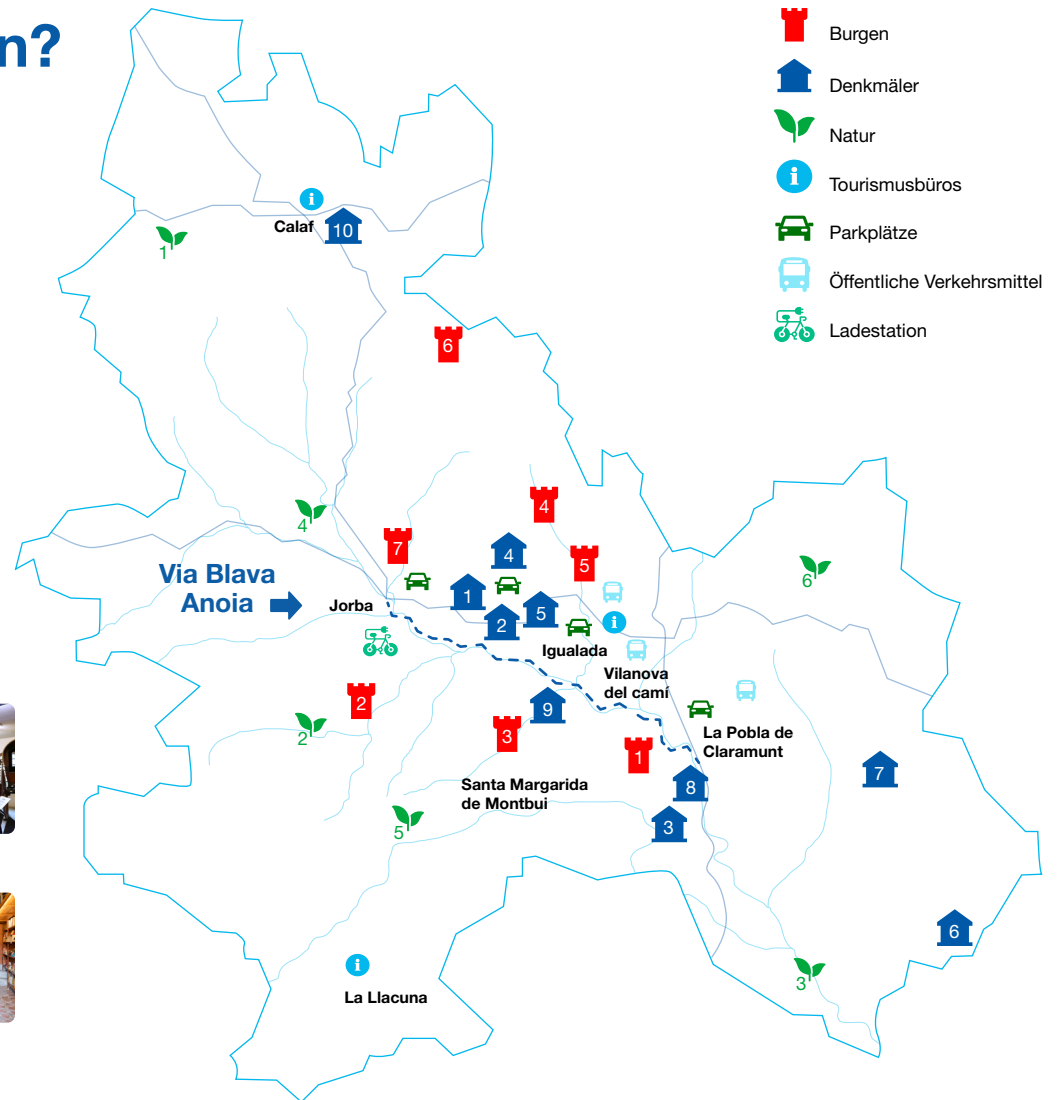 n?
Burgen
Denkmäler
Natur
Tourismusbüros
Parkplätze
Öffentliche Verkehrsmittel
Ladestation
Calaf
10
1
6
4
4
7
4
5
6
Via Blava
Anoia
Jorba
1
2
5
Igualada
Vilanova
del camí
2
2
9
3
1
La Pobla de
Claramunt
7
8
Santa Margarida
de Montbui
5
3
6
3
La Llacuna